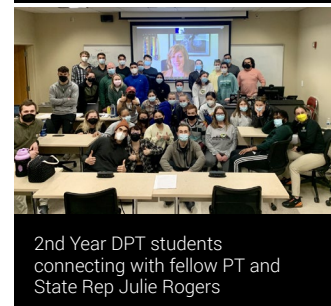 2nd Year DPT students
connecting with fellow PT and
State Rep Julie Rogers